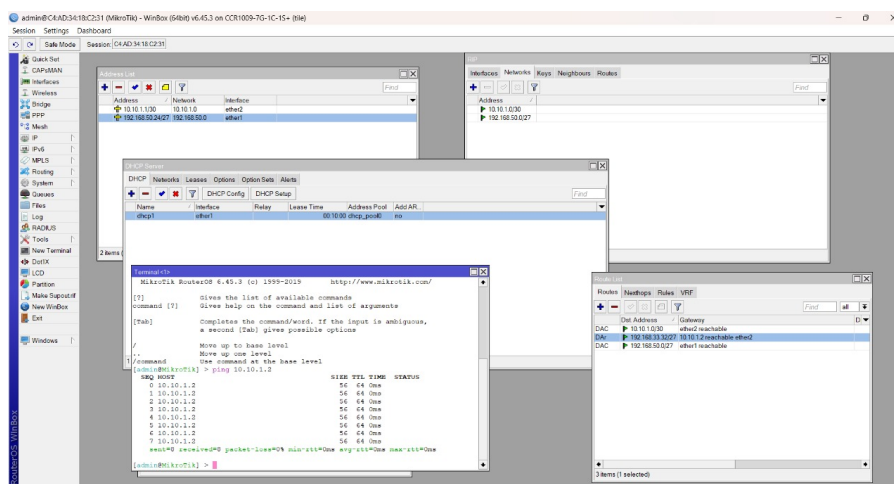 admin@C4:AD:34:18:C2:31 (MikroTik) - WinBox (64bit) v6.45.3 on CCR1009-7G-1C-1S+ (tile)
Session Settings Dashboard
Safe Mode Session: C4:AD:34:18:C2:31
Quick Set
CAPsMAN
Interfaces
Wireless
Bridge
PPP
Mesh
IP
IPv6
MPLS
Routing
System
Queues
Files
Log
RADIUS
Tools
New Terminal
Dot1X
LCD
Partition
Make Supout.rif
New WinBox
Exit
Windows
RouterOS WinBox
Address List
Find
Address Network Interface
10.10.1.1/30 10.10.1.0 ether2
192.168.50.24/27 192.168.50.0 ether1
2 items
Interfaces Networks Keys Neighbours Routes
Find
Address
10.10.1.0/30
192.168.50.0/27
DHCP Server
DHCP Networks Leases Options Option Sets Alerts
DHCP Config DHCP Setup Find
Name Interface Relay Lease Time Address Pool Add AR...
dhcp1 ether1 00:10:00 dhcp_pool0 no
1
Terminal <1>
MikroTik RouterOS 6.45.3 (c) 1999-2019 http://www.mikrotik.com/
[?] Gives the list of available commands
command [?] Gives help on the command and list of arguments
[Tab] Completes the command/word. If the input is ambiguous,
a second [Tab] gives possible options
/ Move up to base level
.. Move up one level
/command Use command at the base level
[admin@MikroTik] > ping 10.10.1.2
SEQ HOST SIZE TTL TIME STATUS
0 10.10.1.2 56 64 0ms
1 10.10.1.2 56 64 0ms
2 10.10.1.2 56 64 0ms
3 10.10.1.2 56 64 0ms
4 10.10.1.2 56 64 0ms
5 10.10.1.2 56 64 0ms
6 10.10.1.2 56 64 0ms
7 10.10.1.2 56 64 0ms
sent=8 received=8 packet-loss=0% min-rtt=0ms avg-rtt=0ms max-rtt=0ms
[admin@MikroTik] >
Route List
Routes Nexthops Rules VRF
Find all
Dst. Address Gateway D
DAC 10.10.1.0/30 ether2 reachable
DAr 192.168.33.32/27 10.10.1.2 reachable ether2
DAC 192.168.50.0/27 ether1 reachable
3 items (1 selected)